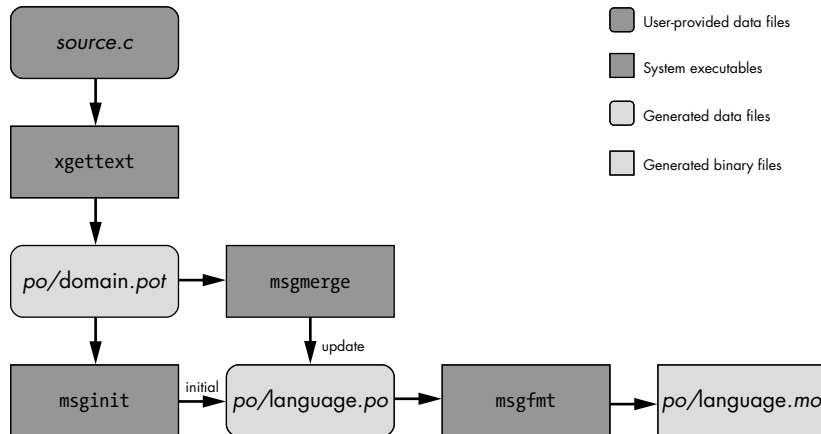 source.c
User-provided data files
System executables
Generated data files
xgettext
Generated binary files
po/domain.pot
msgmerge
update
msginit
initial
po/language.po
msgfmt
po/language.mo